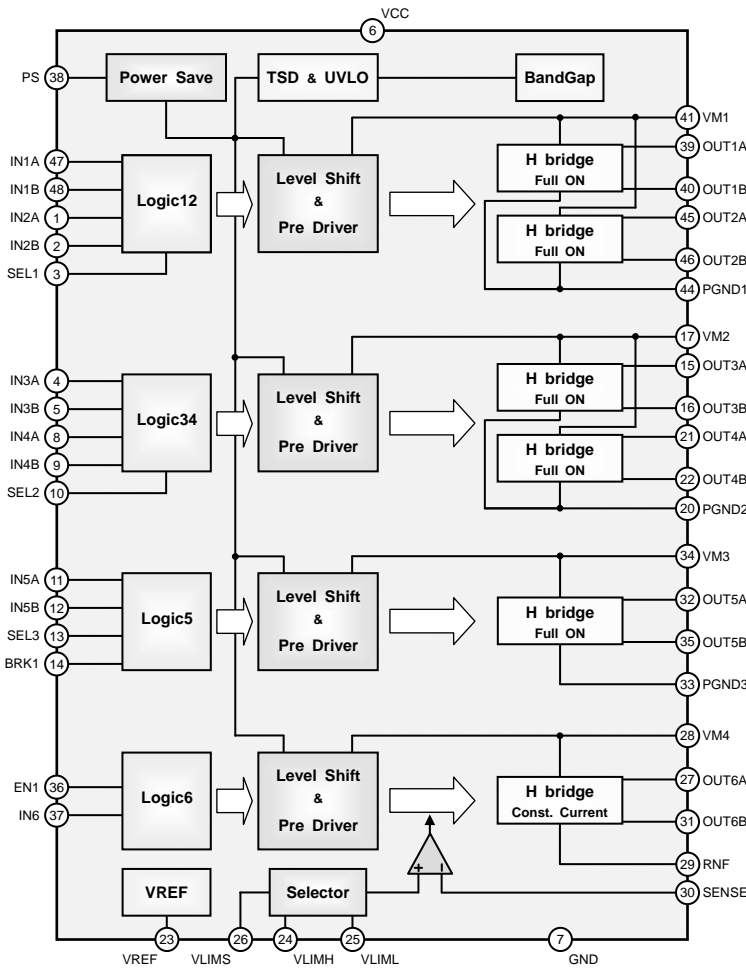 VCC
6
PS 38 Power Save TSD & UVLO BandGap
41 VM1
IN1A 47
IN1B 48
IN2A 1
IN2B 2
SEL1 3
Logic12
Level Shift
&
Pre Driver
H bridge
Full ON
H bridge
Full ON
39 OUT1A
40 OUT1B
45 OUT2A
46 OUT2B
44 PGND1
17 VM2
IN3A 4
IN3B 5
IN4A 8
IN4B 9
SEL2 10
Logic34
Level Shift
&
Pre Driver
H bridge
Full ON
H bridge
Full ON
15 OUT3A
16 OUT3B
21 OUT4A
22 OUT4B
20 PGND2
34 VM3
IN5A 11
IN5B 12
SEL3 13
BRK1 14
Logic5
Level Shift
&
Pre Driver
H bridge
Full ON
32 OUT5A
35 OUT5B
33 PGND3
28 VM4
EN1 36
IN6 37
Logic6
Level Shift
&
Pre Driver
H bridge
Const. Current
27 OUT6A
31 OUT6B
29 RNF
30 SENSE
+ −
VREF Selector
23 26 24 25 7
VREF VLIMS VLIMH VLIML GND